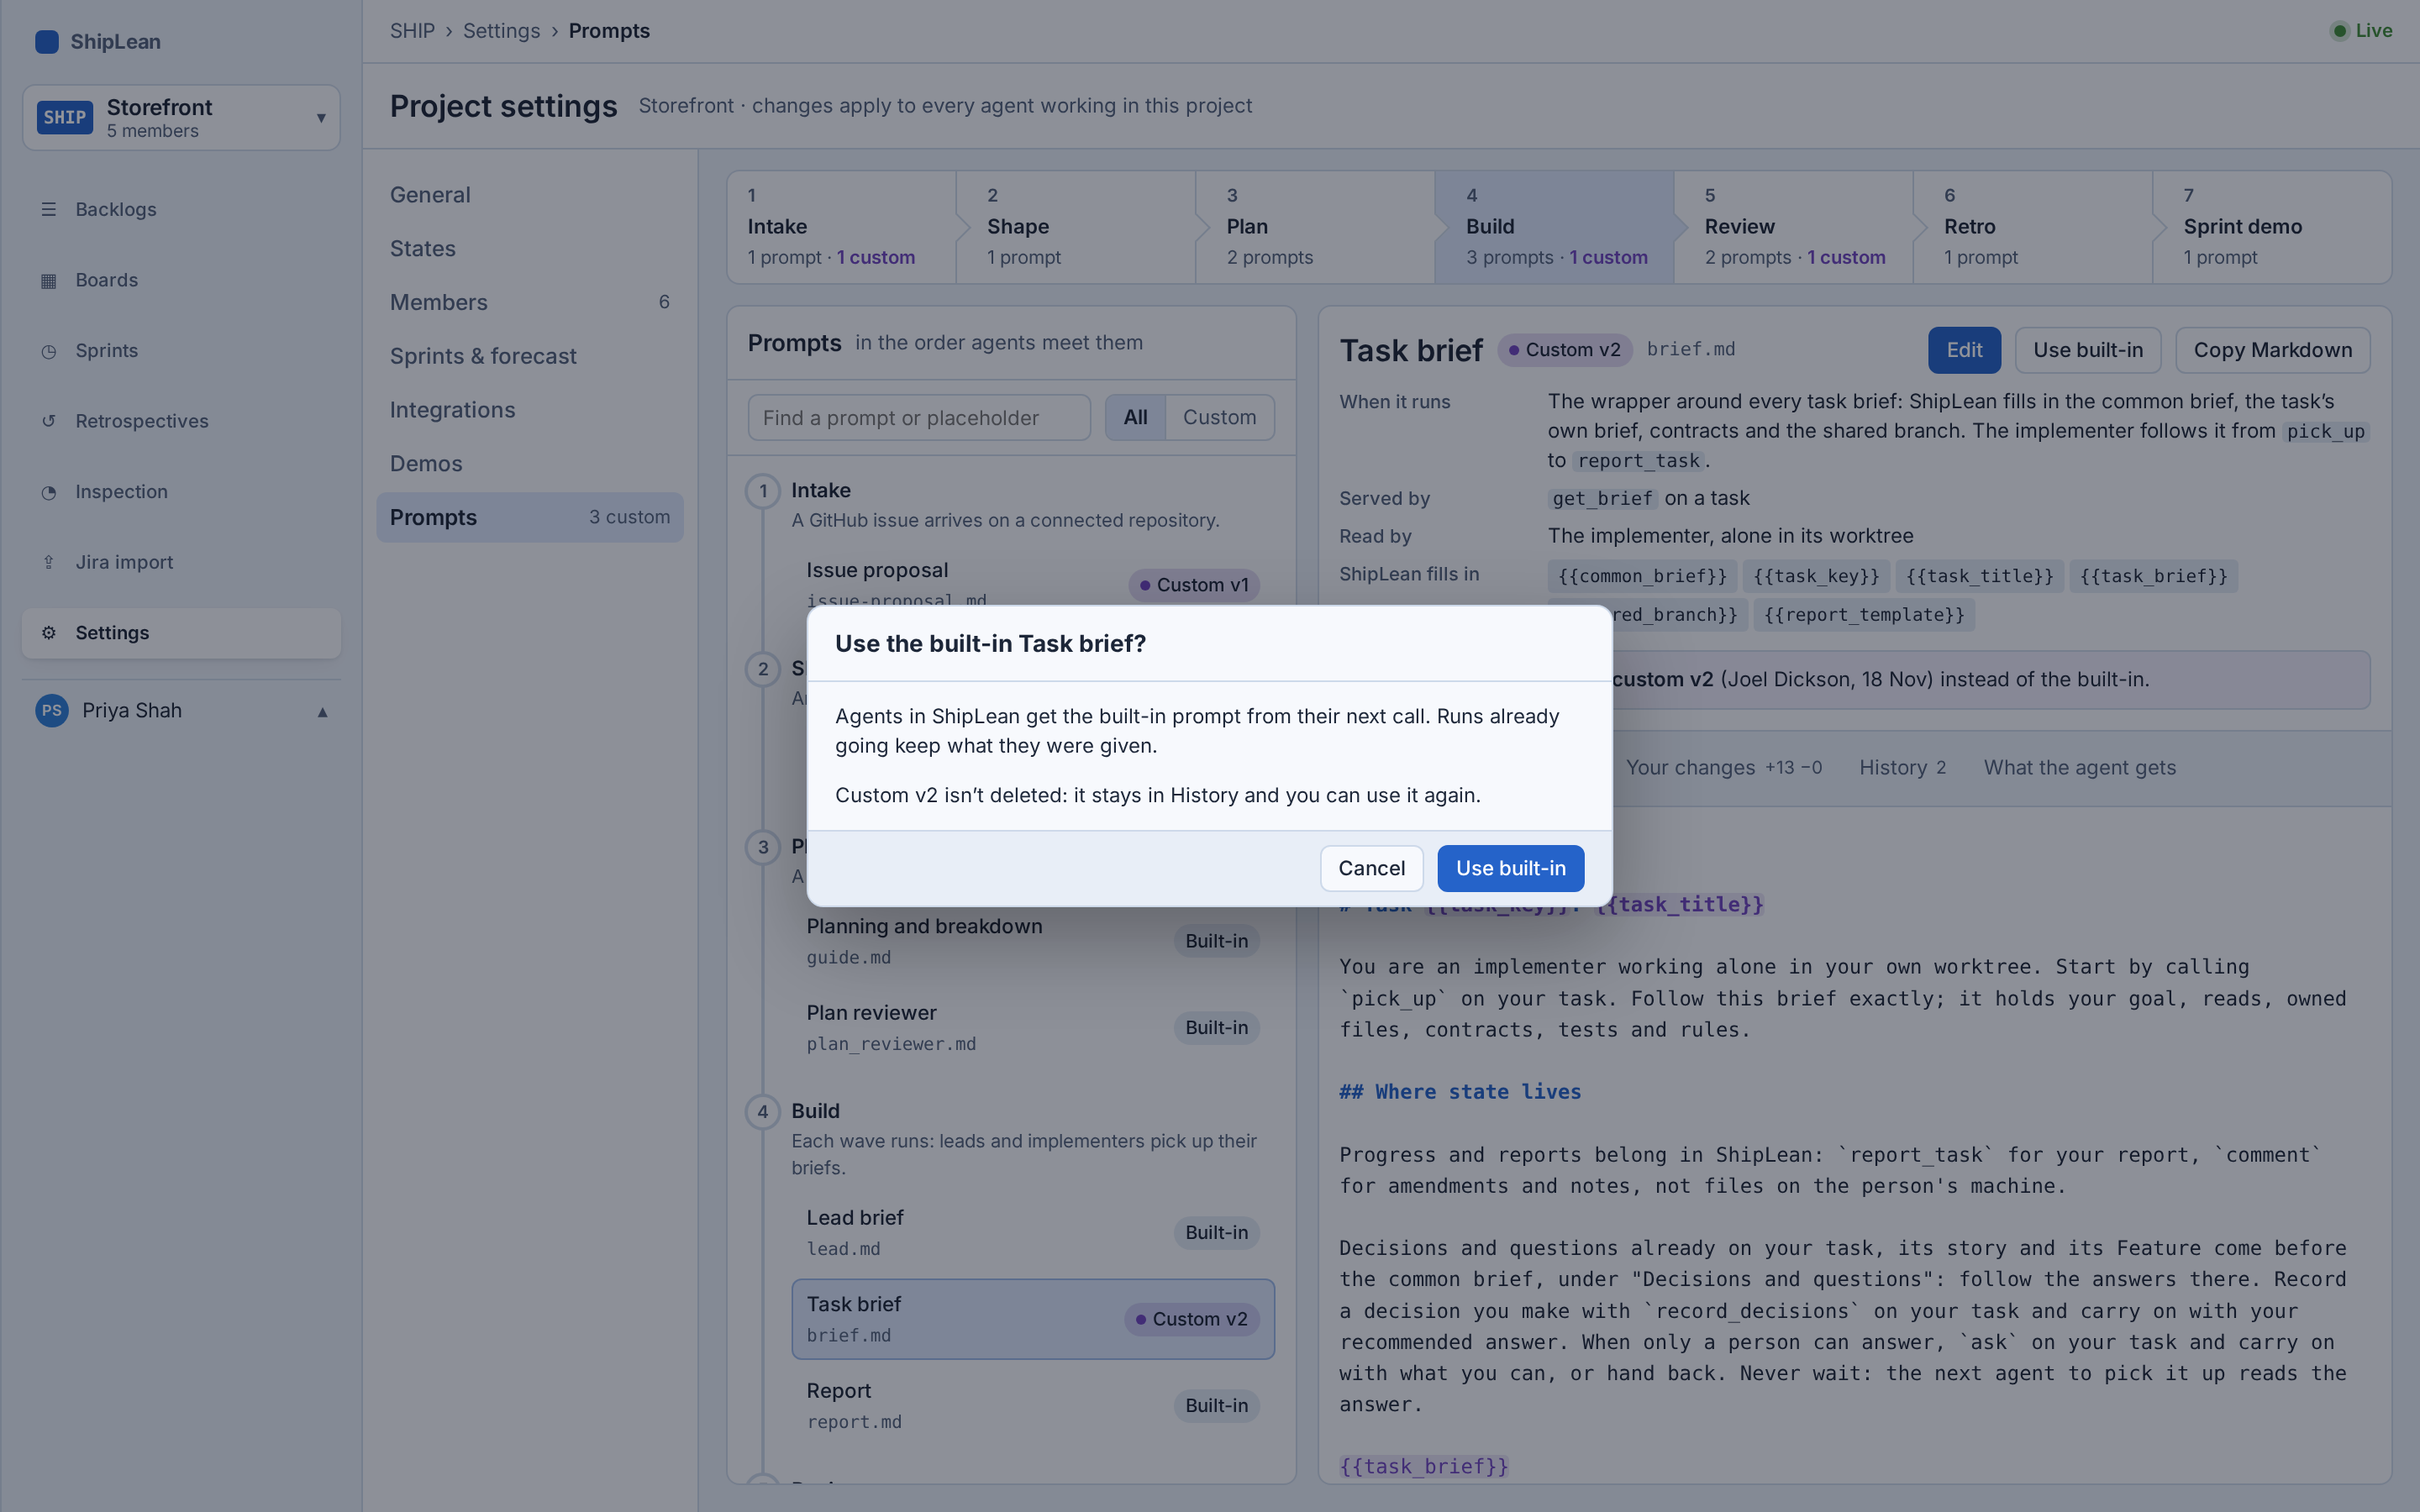 ShipLean
SHIP
Storefront
5 members
Backlogs
Boards
Sprints
Retrospectives
Inspection
Jira import
Settings
PS
Priya Shah
SHIP › Settings › Prompts
Live
Project settings
Storefront · changes apply to every agent working in this project
General
States
Members 6
Sprints & forecast
Integrations
Demos
Prompts 3 custom
1
Intake
1 prompt · 1 custom
2
Shape
1 prompt
3
Plan
2 prompts
4
Build
3 prompts · 1 custom
5
Review
2 prompts · 1 custom
6
Retro
1 prompt
7
Sprint demo
1 prompt
Prompts in the order agents meet them
Find a prompt or placeholder
All
Custom
1 Intake
A GitHub issue arrives on a connected repository.
Issue proposal
issue-proposal.md
Custom v1
2
3
Planning and breakdown
guide.md
Built-in
Plan reviewer
plan_reviewer.md
Built-in
4 Build
Each wave runs: leads and implementers pick up their
briefs.
Lead brief
lead.md
Built-in
Task brief
brief.md
Custom v2
Report
report.md
Built-in
Task brief
Custom v2
brief.md
Edit
Use built-in
Copy Markdown
When it runs
The wrapper around every task brief: ShipLean fills in the common brief, the task’s
own brief, contracts and the shared branch. The implementer follows it from pick_up
to report_task.
Served by
get_brief on a task
Read by
The implementer, alone in its worktree
ShipLean fills in
{{common_brief}} {{task_key}} {{task_title}} {{task_brief}}
red_branch}} {{report_template}}
custom v2 (Joel Dickson, 18 Nov) instead of the built-in.
Your changes +13 −0
History 2
What the agent gets
# Task {{task_key}}: {{task_title}}
You are an implementer working alone in your own worktree. Start by calling
`pick_up` on your task. Follow this brief exactly; it holds your goal, reads, owned
files, contracts, tests and rules.
## Where state lives
Progress and reports belong in ShipLean: `report_task` for your report, `comment`
for amendments and notes, not files on the person's machine.
Decisions and questions already on your task, its story and its Feature come before
the common brief, under "Decisions and questions": follow the answers there. Record
a decision you make with `record_decisions` on your task and carry on with your
recommended answer. When only a person can answer, `ask` on your task and carry on
with what you can, or hand back. Never wait: the next agent to pick it up reads the
answer.
{{task_brief}}
Use the built-in Task brief?
Agents in ShipLean get the built-in prompt from their next call. Runs already
going keep what they were given.
Custom v2 isn’t deleted: it stays in History and you can use it again.
Cancel
Use built-in